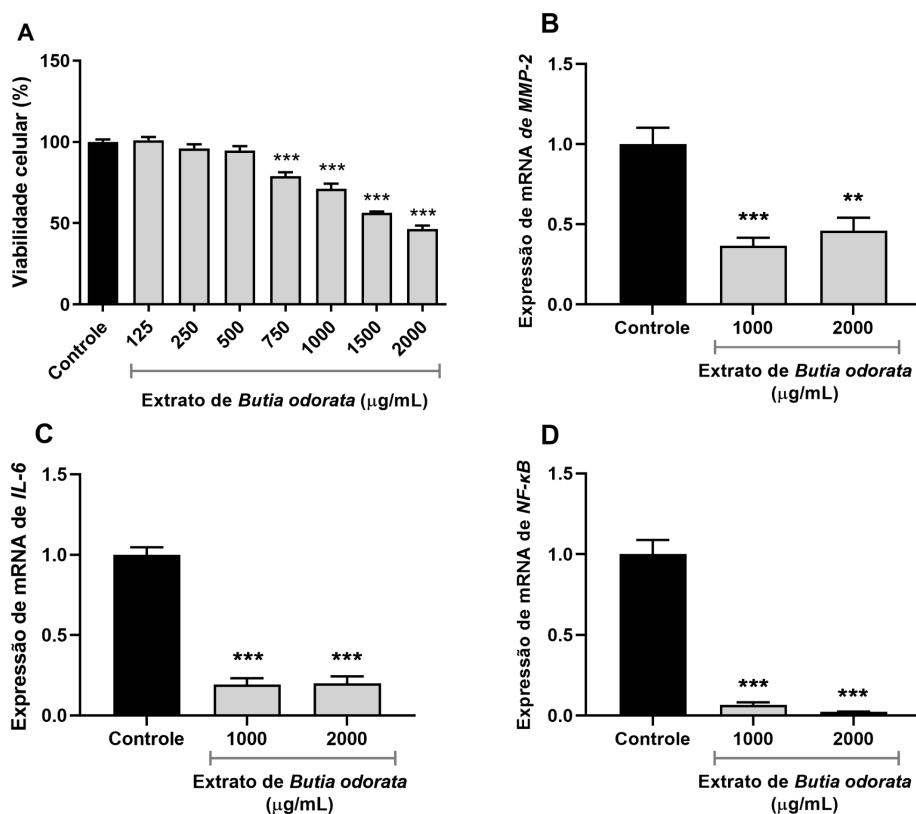 A
Viabilidade celular (%)
150
100
50
0
***
***
***
***
Controle
125
250
500
750
1000
1500
2000
Extrato de Butia odorata (μg/mL)
B
Expressão de mRNA de MMP-2
1.5
1.0
0.5
0.0
***
**
Controle
1000
2000
Extrato de Butia odorata
(μg/mL)
C
Expressão de mRNA de IL-6
1.5
1.0
0.5
0.0
***
***
Controle
1000
2000
Extrato de Butia odorata
(μg/mL)
D
Expressão de mRNA de NF-κB
1.5
1.0
0.5
0.0
***
***
Controle
1000
2000
Extrato de Butia odorata
(μg/mL)